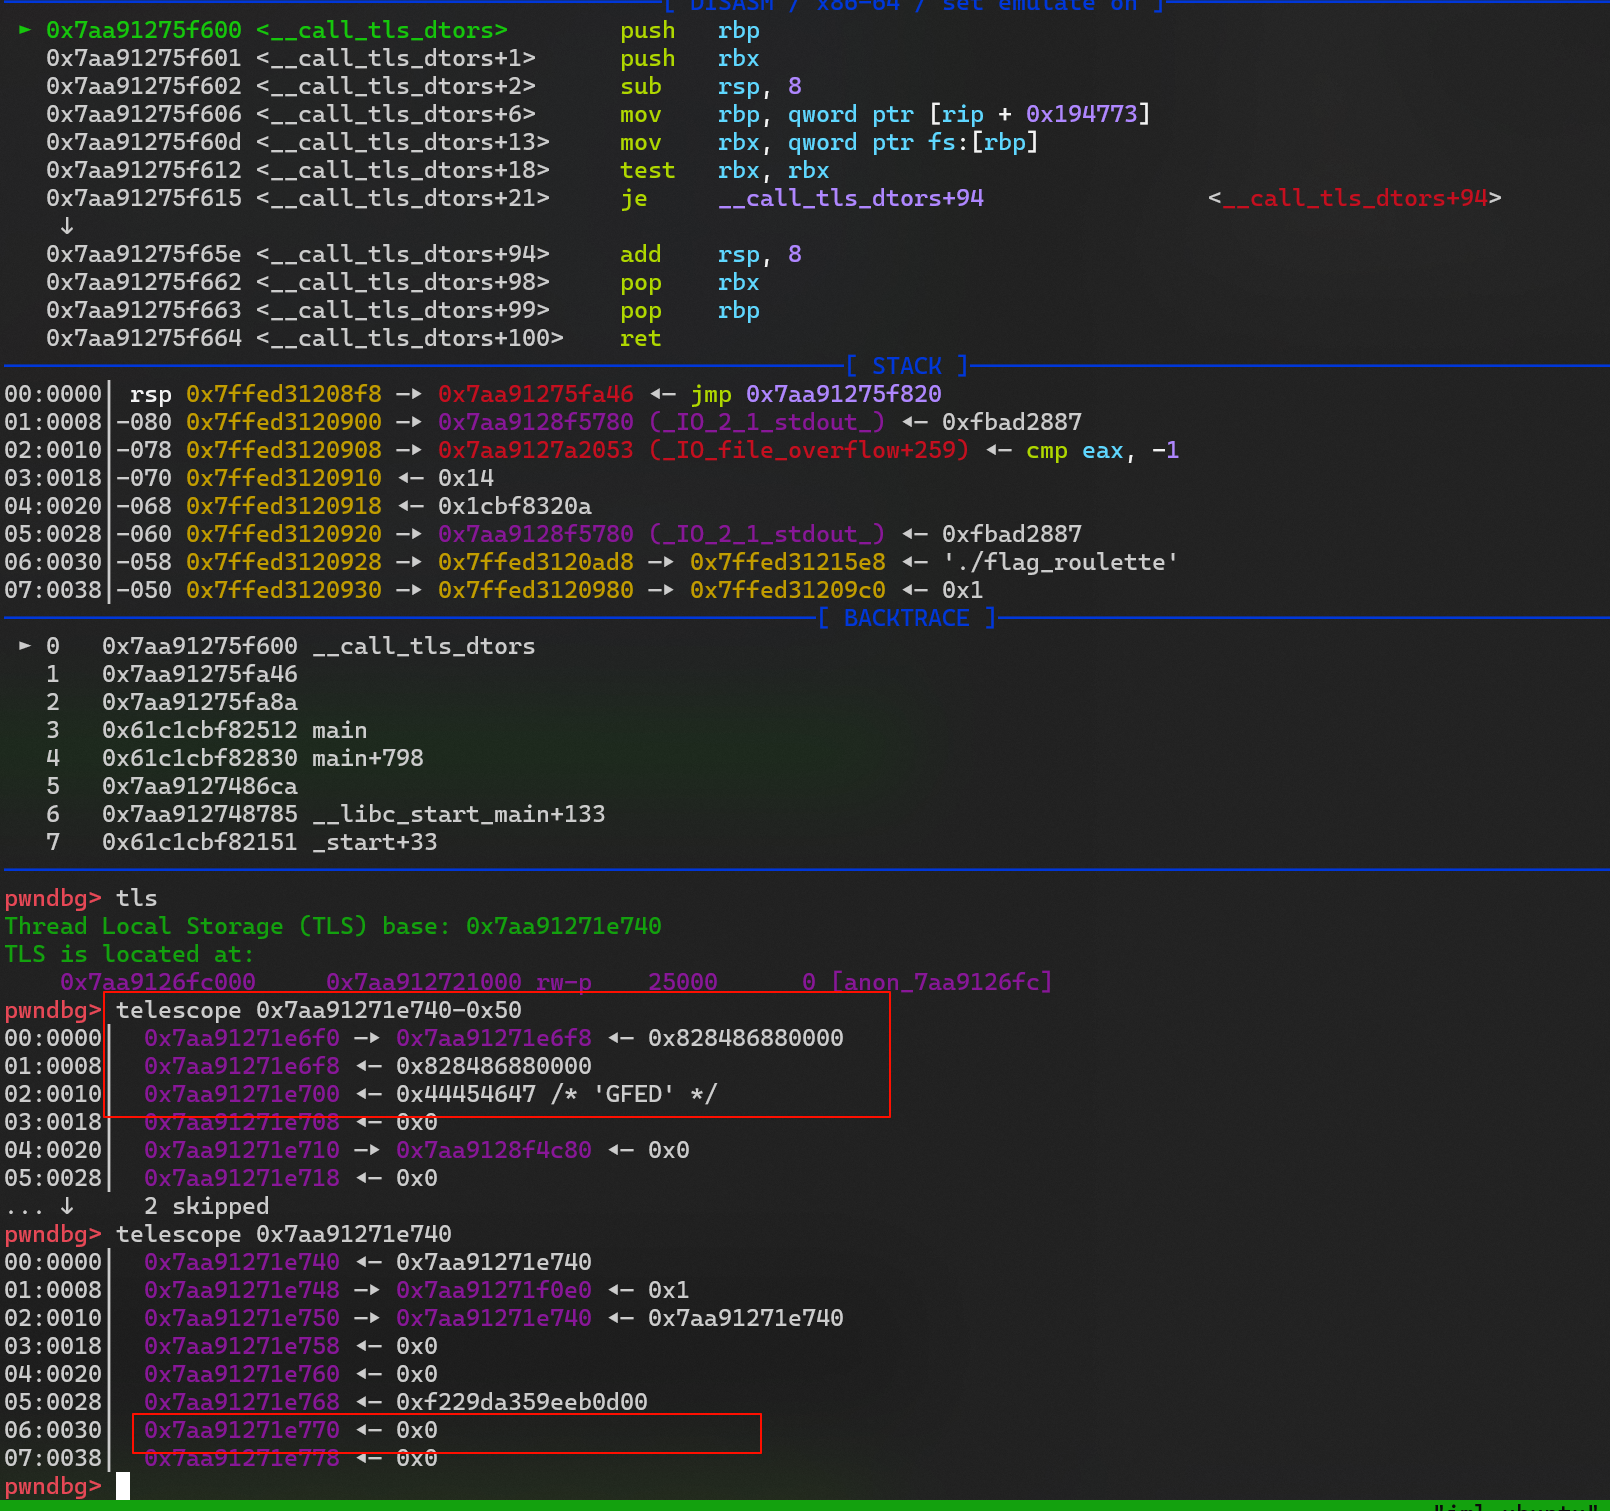 [ DISASM / x86-64 / set emulate on ]
► 0x7aa91275f600 <__call_tls_dtors> push rbp
0x7aa91275f601 <__call_tls_dtors+1> push rbx
0x7aa91275f602 <__call_tls_dtors+2> sub rsp, 8
0x7aa91275f606 <__call_tls_dtors+6> mov rbp, qword ptr [rip + 0x194773]
0x7aa91275f60d <__call_tls_dtors+13> mov rbx, qword ptr fs:[rbp]
0x7aa91275f612 <__call_tls_dtors+18> test rbx, rbx
0x7aa91275f615 <__call_tls_dtors+21> je __call_tls_dtors+94 <__call_tls_dtors+94>
↓
0x7aa91275f65e <__call_tls_dtors+94> add rsp, 8
0x7aa91275f662 <__call_tls_dtors+98> pop rbx
0x7aa91275f663 <__call_tls_dtors+99> pop rbp
0x7aa91275f664 <__call_tls_dtors+100> ret
[ STACK ]
00:0000│ rsp 0x7ffed31208f8 —▸ 0x7aa91275fa46 ◂— jmp 0x7aa91275f820
01:0008│-080 0x7ffed3120900 —▸ 0x7aa9128f5780 (_IO_2_1_stdout_) ◂— 0xfbad2887
02:0010│-078 0x7ffed3120908 —▸ 0x7aa9127a2053 (_IO_file_overflow+259) ◂— cmp eax, -1
03:0018│-070 0x7ffed3120910 ◂— 0x14
04:0020│-068 0x7ffed3120918 ◂— 0x1cbf8320a
05:0028│-060 0x7ffed3120920 —▸ 0x7aa9128f5780 (_IO_2_1_stdout_) ◂— 0xfbad2887
06:0030│-058 0x7ffed3120928 —▸ 0x7ffed3120ad8 —▸ 0x7ffed31215e8 ◂— './flag_roulette'
07:0038│-050 0x7ffed3120930 —▸ 0x7ffed3120980 —▸ 0x7ffed31209c0 ◂— 0x1
[ BACKTRACE ]
► 0 0x7aa91275f600 __call_tls_dtors
1 0x7aa91275fa46
2 0x7aa91275fa8a
3 0x61c1cbf82512 main
4 0x61c1cbf82830 main+798
5 0x7aa9127486ca
6 0x7aa912748785 __libc_start_main+133
7 0x61c1cbf82151 _start+33
pwndbg> tls
Thread Local Storage (TLS) base: 0x7aa91271e740
TLS is located at:
0x7aa9126fc000 0x7aa912721000 rw-p 25000 0 [anon_7aa9126fc]
pwndbg> telescope 0x7aa91271e740-0x50
00:0000│ 0x7aa91271e6f0 —▸ 0x7aa91271e6f8 ◂— 0x828486880000
01:0008│ 0x7aa91271e6f8 ◂— 0x828486880000
02:0010│ 0x7aa91271e700 ◂— 0x44454647 /* 'GFED' */
03:0018│ 0x7aa91271e708 ◂— 0x0
04:0020│ 0x7aa91271e710 —▸ 0x7aa9128f4c80 ◂— 0x0
05:0028│ 0x7aa91271e718 ◂— 0x0
... ↓ 2 skipped
pwndbg> telescope 0x7aa91271e740
00:0000│ 0x7aa91271e740 ◂— 0x7aa91271e740
01:0008│ 0x7aa91271e748 —▸ 0x7aa91271f0e0 ◂— 0x1
02:0010│ 0x7aa91271e750 —▸ 0x7aa91271e740 ◂— 0x7aa91271e740
03:0018│ 0x7aa91271e758 ◂— 0x0
04:0020│ 0x7aa91271e760 ◂— 0x0
05:0028│ 0x7aa91271e768 ◂— 0xf229da359eeb0d00
06:0030│ 0x7aa91271e770 ◂— 0x0
07:0038│ 0x7aa91271e778 ◂— 0x0
pwndbg>